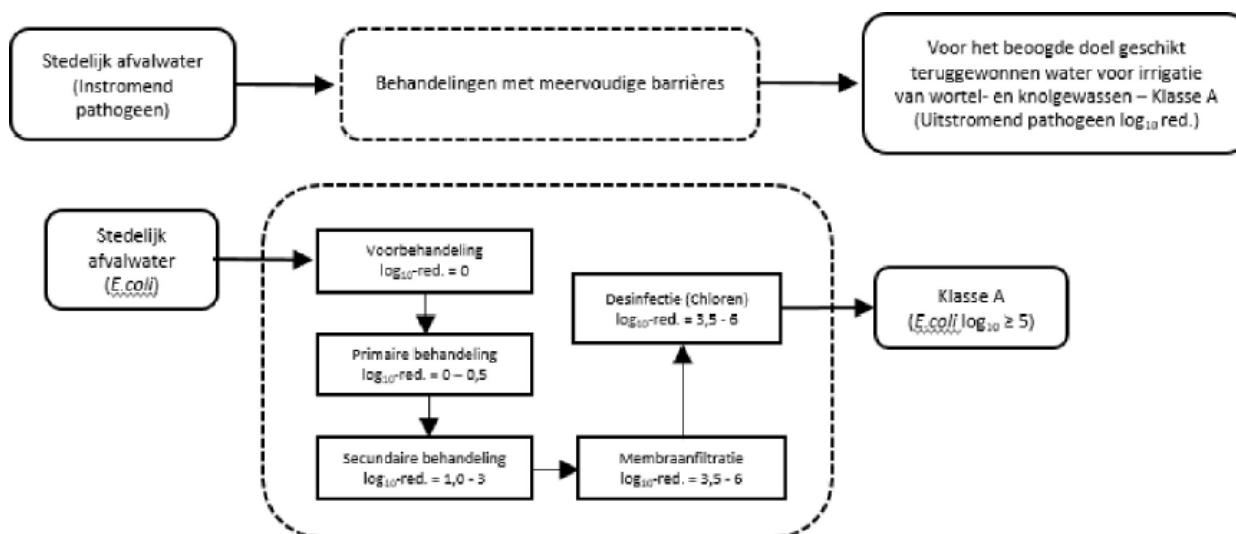 Stedelijk afvalwater
(Instromend
pathogeen)
Behandelingen met meervoudige barrières
Voor het beoogde doel geschikt
teruggewonnen water voor irrigatie
van wortel- en knolgewassen – Klasse A
(Uitstromend pathogeen log₁₀ red.)
Stedelijk
afvalwater
(E.coli)
Voorbehandeling
log₁₀-red. = 0
Primaire behandeling
log₁₀-red. = 0 – 0,5
Secundaire behandeling
log₁₀-red. = 1,0 - 3
Membraanfiltratie
log₁₀-red. = 3,5 - 6
Desinfectie (Chloren)
log₁₀-red. = 3,5 - 6
Klasse A
(E.coli log₁₀ ≥ 5)